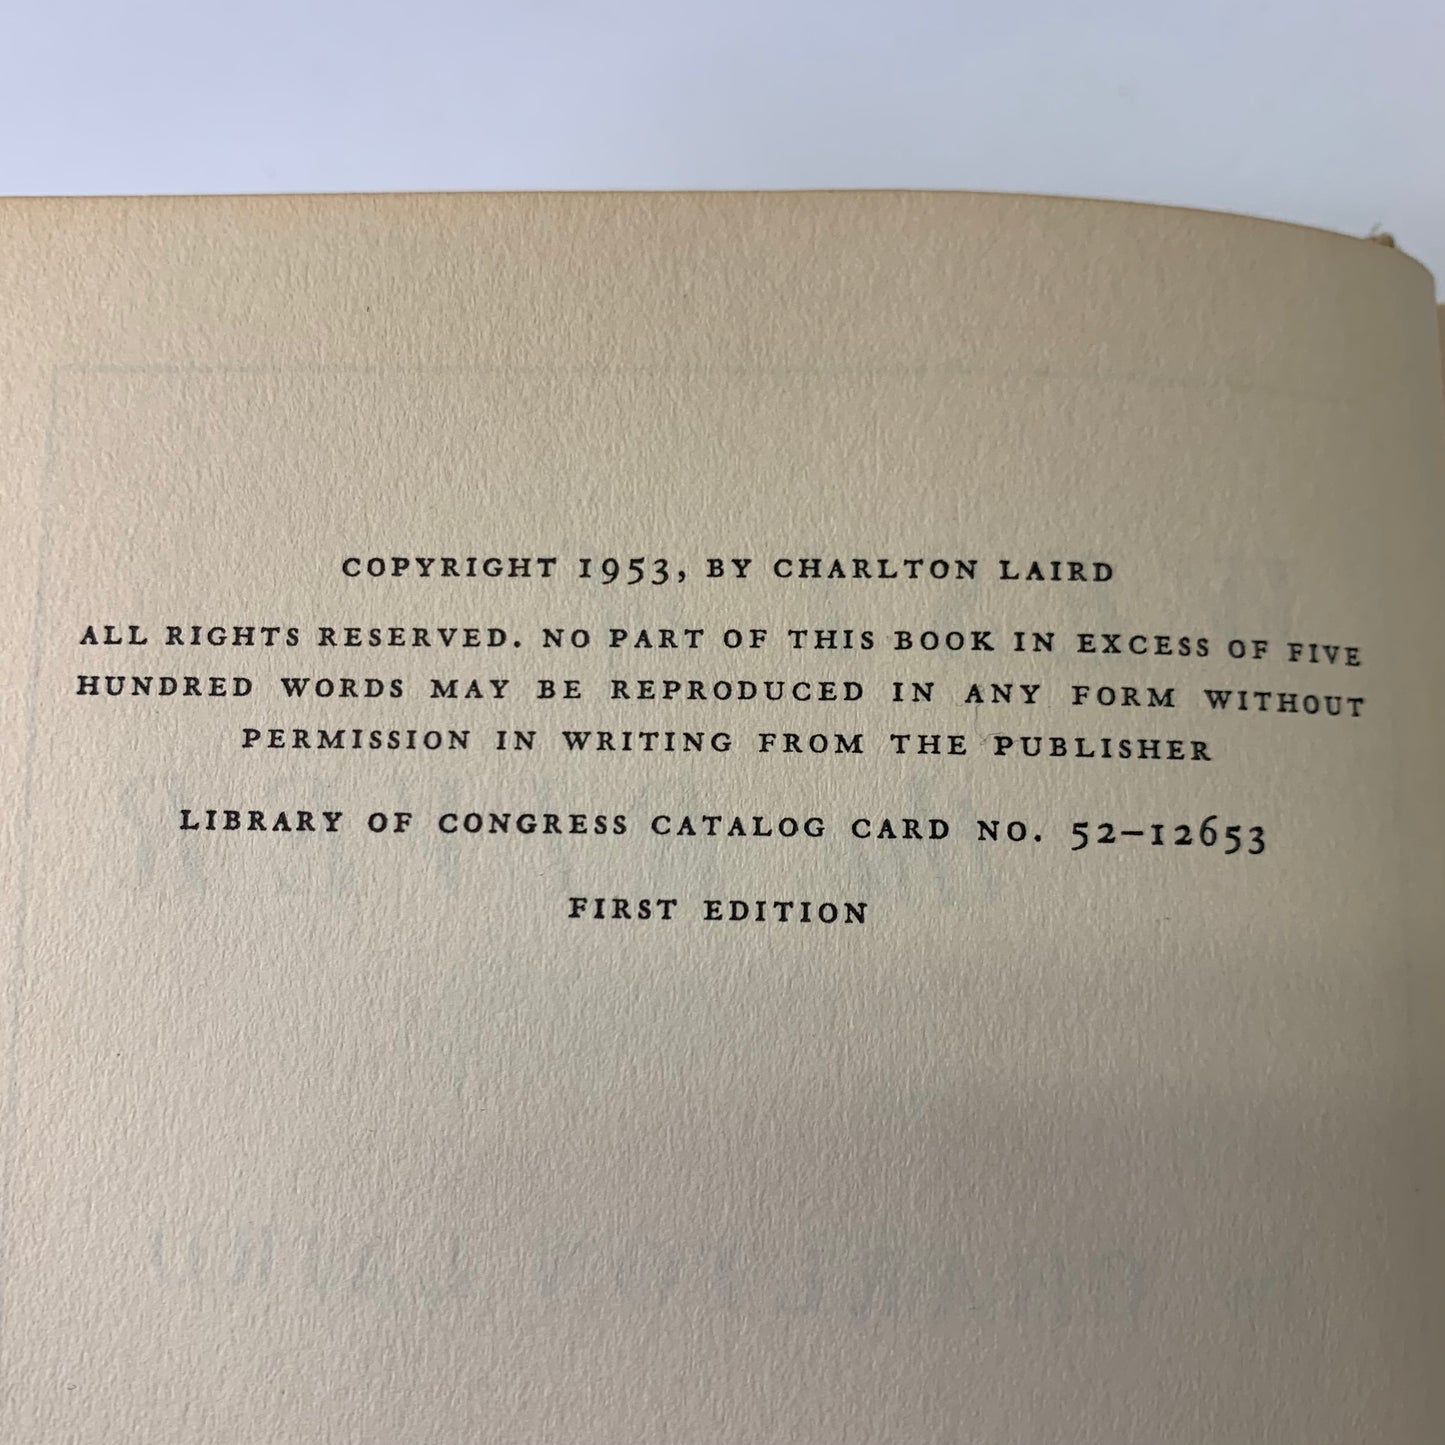 COPYRIGHT 1953, BY CHARLTON LAIRD
ALL RIGHTS RESERVED. NO PART OF THIS BOOK IN EXCESS OF FIVE
HUNDRED WORDS MAY BE REPRODUCED IN ANY FORM WITHOUT
PERMISSION IN WRITING FROM THE PUBLISHER
LIBRARY OF CONGRESS CATALOG CARD NO. 52–12653
FIRST EDITION